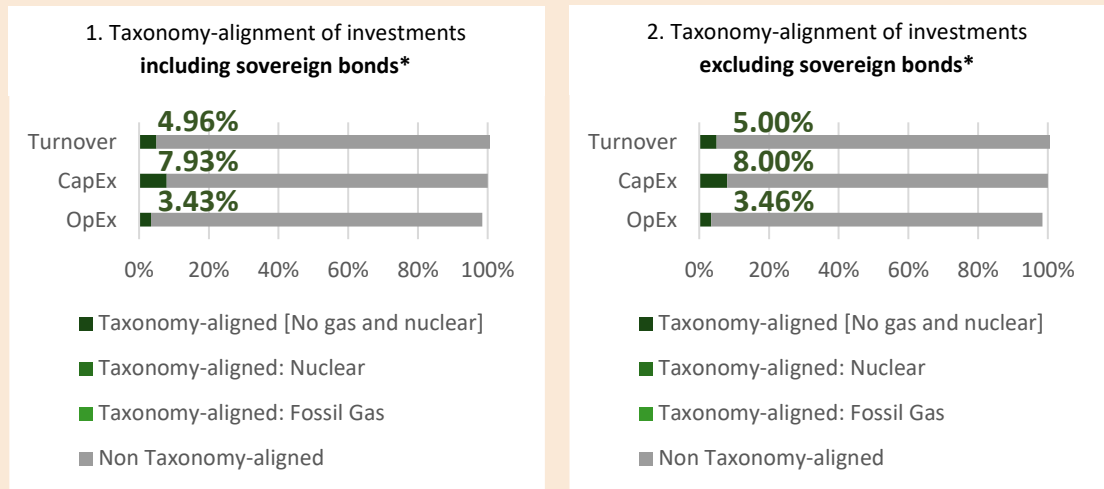 1. Taxonomy-alignment of investments
including sovereign bonds*
4.96%
Turnover
7.93%
CapEx
3.43%
OpEx
0% 20% 40% 60% 80% 100%
Taxonomy-aligned [No gas and nuclear]
Taxonomy-aligned: Nuclear
Taxonomy-aligned: Fossil Gas
Non Taxonomy-aligned
2. Taxonomy-alignment of investments
excluding sovereign bonds*
5.00%
Turnover
8.00%
CapEx
3.46%
OpEx
0% 20% 40% 60% 80% 100%
Taxonomy-aligned [No gas and nuclear]
Taxonomy-aligned: Nuclear
Taxonomy-aligned: Fossil Gas
Non Taxonomy-aligned